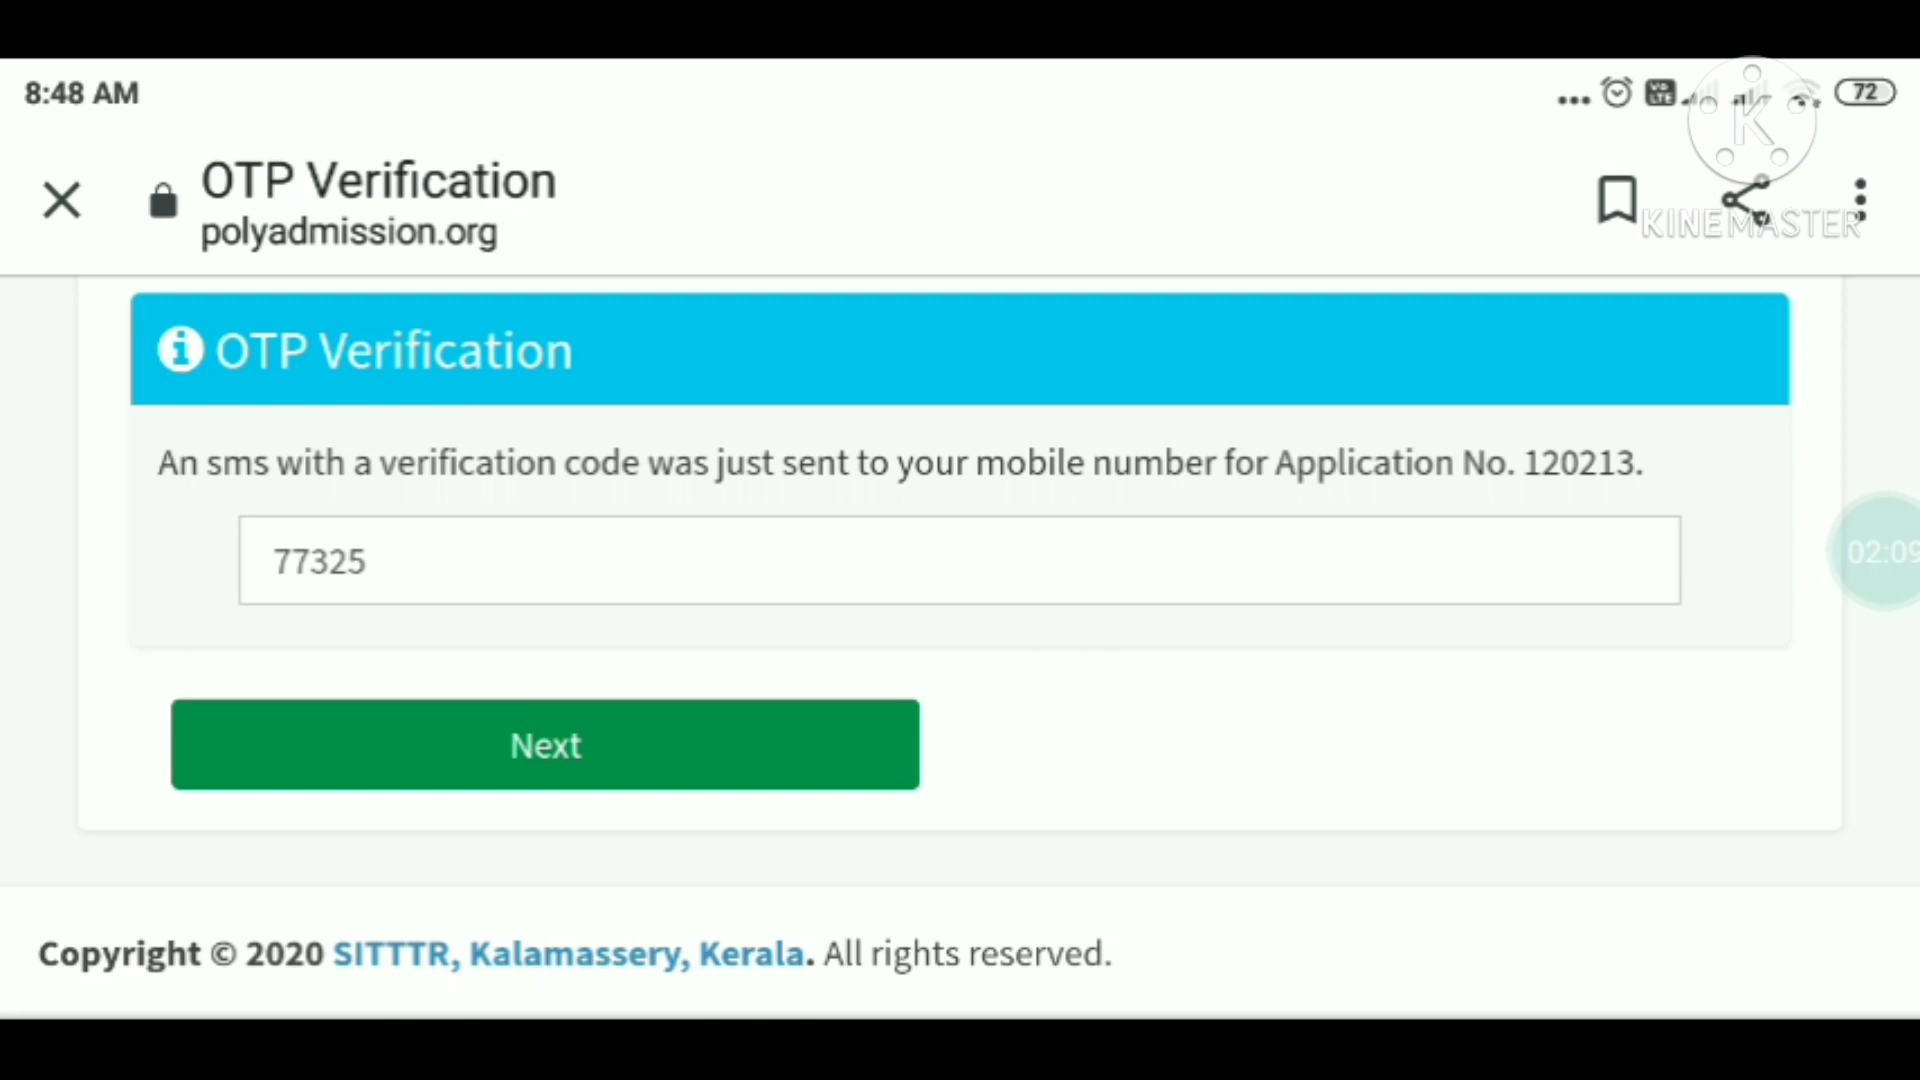 8:48 AM
72
OTP Verification
polyadmission.org
KINEMASTER
OTP Verification
An sms with a verification code was just sent to your mobile number for Application No. 120213.
77325
02:09
Next
Copyright © 2020 SITTTR, Kalamassery, Kerala. All rights reserved.